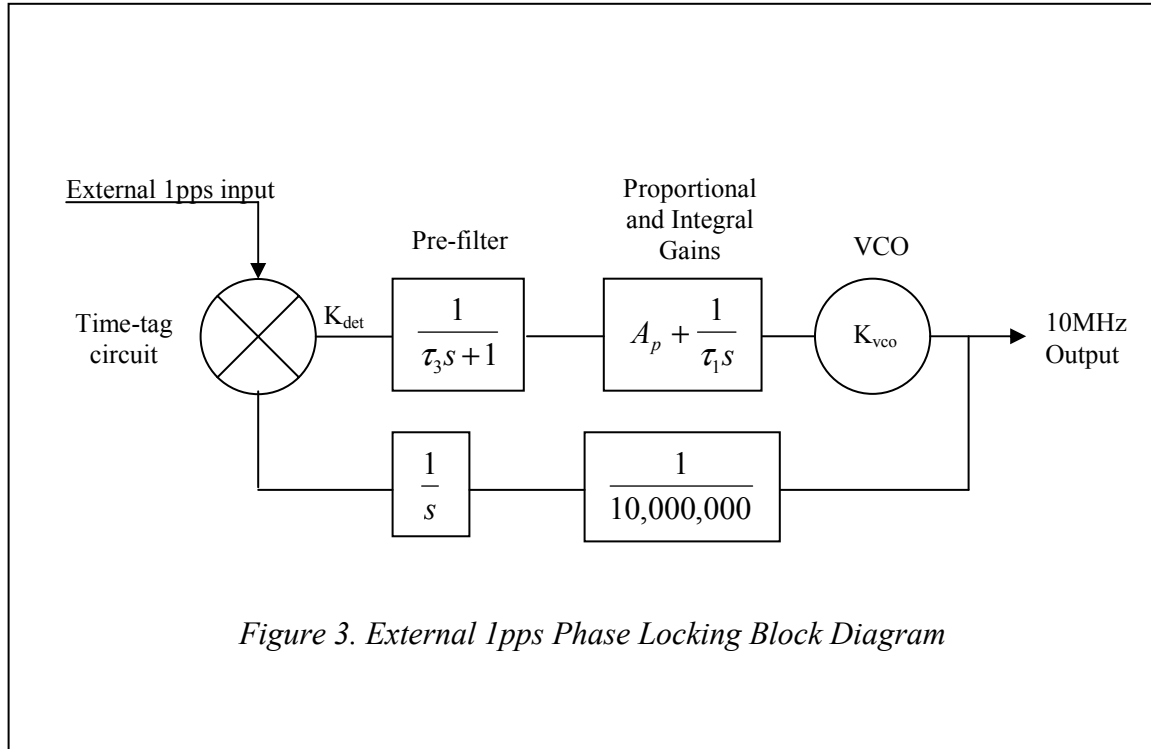 External 1pps input
Time-tag
circuit
K_det
Pre-filter
1
τ₃s + 1
Proportional
and Integral
Gains
A_p + 1
τ₁s
VCO
K_vco
10MHz
Output
1
s
1
10,000,000
Figure 3. External 1pps Phase Locking Block Diagram